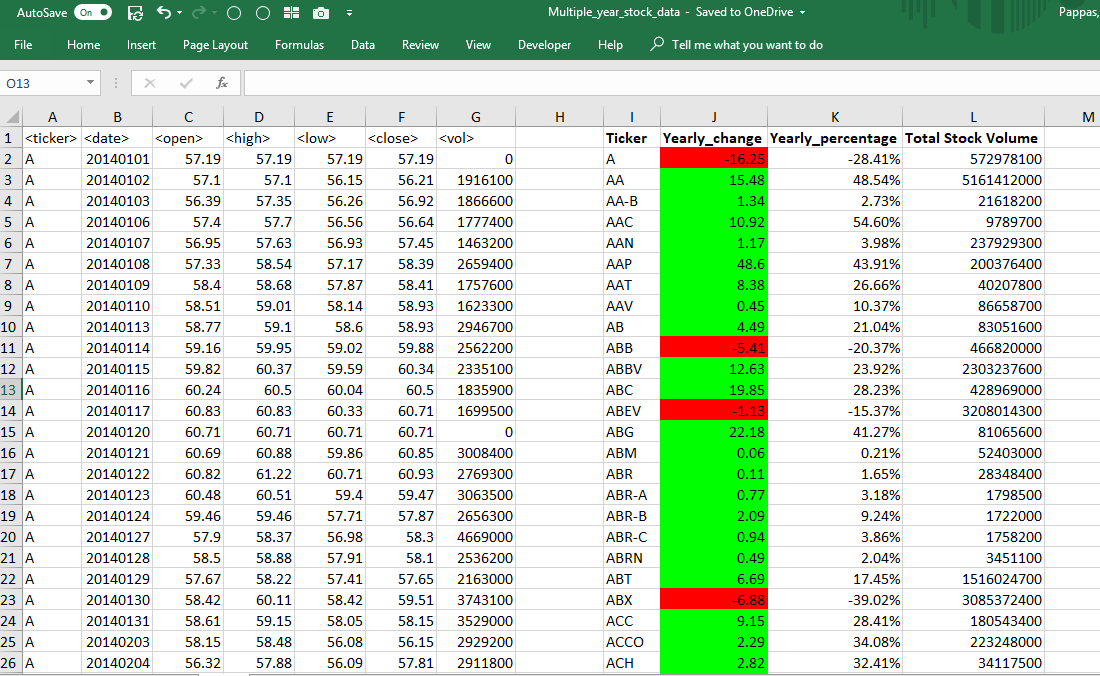 AutoSave On Multiple_year_stock_data - Saved to OneDrive Pappas,
File Home Insert Page Layout Formulas Data Review View Developer Help Tell me what you want to do
O13 fx
A B C D E F G H I J K L M
1 <ticker> <date> <open> <high> <low> <close> <vol> Ticker Yearly_change Yearly_percentage Total Stock Volume
2 A 20140101 57.19 57.19 57.19 57.19 0 A -16.25 -28.41% 572978100
3 A 20140102 57.1 57.1 56.15 56.21 1916100 AA 15.48 48.54% 5161412000
4 A 20140103 56.39 57.35 56.26 56.92 1866600 AA-B 1.34 2.73% 21618200
5 A 20140106 57.4 57.7 56.56 56.64 1777400 AAC 10.92 54.60% 9789700
6 A 20140107 56.95 57.63 56.93 57.45 1463200 AAN 1.17 3.98% 237929300
7 A 20140108 57.33 58.54 57.17 58.39 2659400 AAP 48.6 43.91% 200376400
8 A 20140109 58.4 58.68 57.87 58.41 1757600 AAT 8.38 26.66% 40207800
9 A 20140110 58.51 59.01 58.14 58.93 1623300 AAV 0.45 10.37% 86658700
10 A 20140113 58.77 59.1 58.6 58.93 2946700 AB 4.49 21.04% 83051600
11 A 20140114 59.16 59.95 59.02 59.88 2562200 ABB -5.41 -20.37% 466820000
12 A 20140115 59.82 60.37 59.59 60.34 2335100 ABBV 12.63 23.92% 2303237600
13 A 20140116 60.24 60.5 60.04 60.5 1835900 ABC 19.85 28.23% 428969000
14 A 20140117 60.83 60.83 60.33 60.71 1699500 ABEV -1.13 -15.37% 3208014300
15 A 20140120 60.71 60.71 60.71 60.71 0 ABG 22.18 41.27% 81065600
16 A 20140121 60.69 60.88 59.86 60.85 3008400 ABM 0.06 0.21% 52403000
17 A 20140122 60.82 61.22 60.71 60.93 2769300 ABR 0.11 1.65% 28348400
18 A 20140123 60.48 60.51 59.4 59.47 3063500 ABR-A 0.77 3.18% 1798500
19 A 20140124 59.46 59.46 57.71 57.87 2656300 ABR-B 2.09 9.24% 1722000
20 A 20140127 57.9 58.37 56.98 58.3 4669000 ABR-C 0.94 3.86% 1758200
21 A 20140128 58.5 58.88 57.91 58.1 2536200 ABRN 0.49 2.04% 3451100
22 A 20140129 57.67 58.22 57.41 57.65 2163000 ABT 6.69 17.45% 1516024700
23 A 20140130 58.42 60.11 58.42 59.51 3743100 ABX -6.88 -39.02% 3085372400
24 A 20140131 58.61 59.15 58.05 58.15 3529000 ACC 9.15 28.41% 180543400
25 A 20140203 58.15 58.48 56.08 56.15 2929200 ACCO 2.29 34.08% 223248000
26 A 20140204 56.32 57.88 56.09 57.81 2911800 ACH 2.82 32.41% 34117500